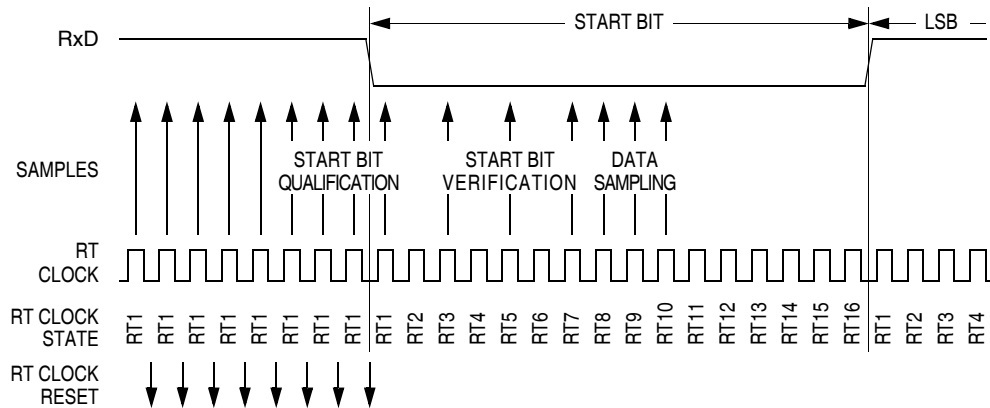 START BIT
LSB
RxD
SAMPLES
START BIT
QUALIFICATION
START BIT
VERIFICATION
DATA
SAMPLING
RT
CLOCK
RT CLOCK
STATE
RT1 RT1 RT1 RT1 RT1 RT1 RT1 RT1 RT1 RT2 RT3 RT4 RT5 RT6 RT7 RT8 RT9 RT10 RT11 RT12 RT13 RT14 RT15 RT16 RT1 RT2 RT3 RT4
RT CLOCK
RESET